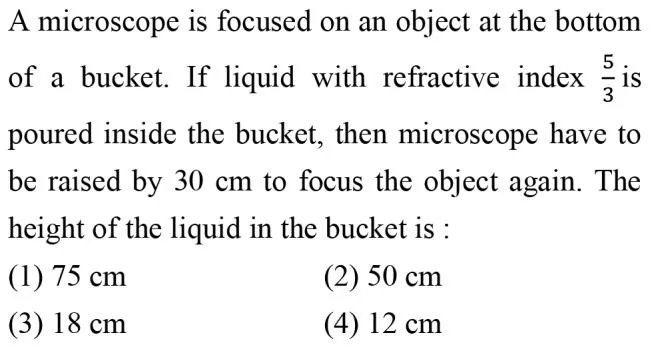 A microscope is focused on an object at the bottom
of a bucket. If liquid with refractive index 5/3 is
poured inside the bucket, then microscope have to
be raised by 30 cm to focus the object again. The
height of the liquid in the bucket is :
(1) 75 cm (2) 50 cm
(3) 18 cm (4) 12 cm